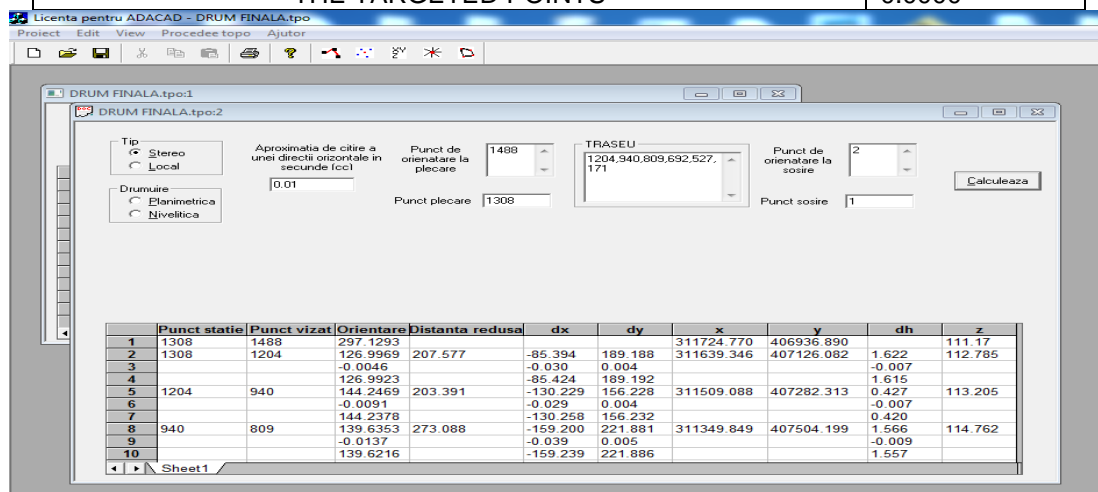 THE TARGETED POINTS 0.0000
Licenta pentru ADACAD - DRUM FINALA.tpo
Proiect Edit View Procedee topo Ajutor
DRUM FINALA.tpo:1
DRUM FINALA.tpo:2
Tip
Stereo
Local
Drumuire
Planimetrica
Nivelitica
Aproximatia de citire a
unei directii orizontale in
secunde [cc]
0.01
Punct de
orienatare la
plecare
1488
Punct plecare 1308
TRASEU
1204,940,809,692,527,
171
Punct de
orienatare la
sosire
2
Punct sosire 1
Calculeaza
Punct statie Punct vizat Orientare Distanta redusa dx dy x y dh z
1 1308 1488 297.1293 311724.770 406936.890 111.17
2 1308 1204 126.9969 207.577 -85.394 189.188 311639.346 407126.082 1.622 112.785
3 -0.0046 -0.030 0.004 -0.007
4 126.9923 -85.424 189.192 1.615
5 1204 940 144.2469 203.391 -130.229 156.228 311509.088 407282.313 0.427 113.205
6 -0.0091 -0.029 0.004 -0.007
7 144.2378 -130.258 156.232 0.420
8 940 809 139.6353 273.088 -159.200 221.881 311349.849 407504.199 1.566 114.762
9 -0.0137 -0.039 0.005 -0.009
10 139.6216 -159.239 221.886 1.557
Sheet1